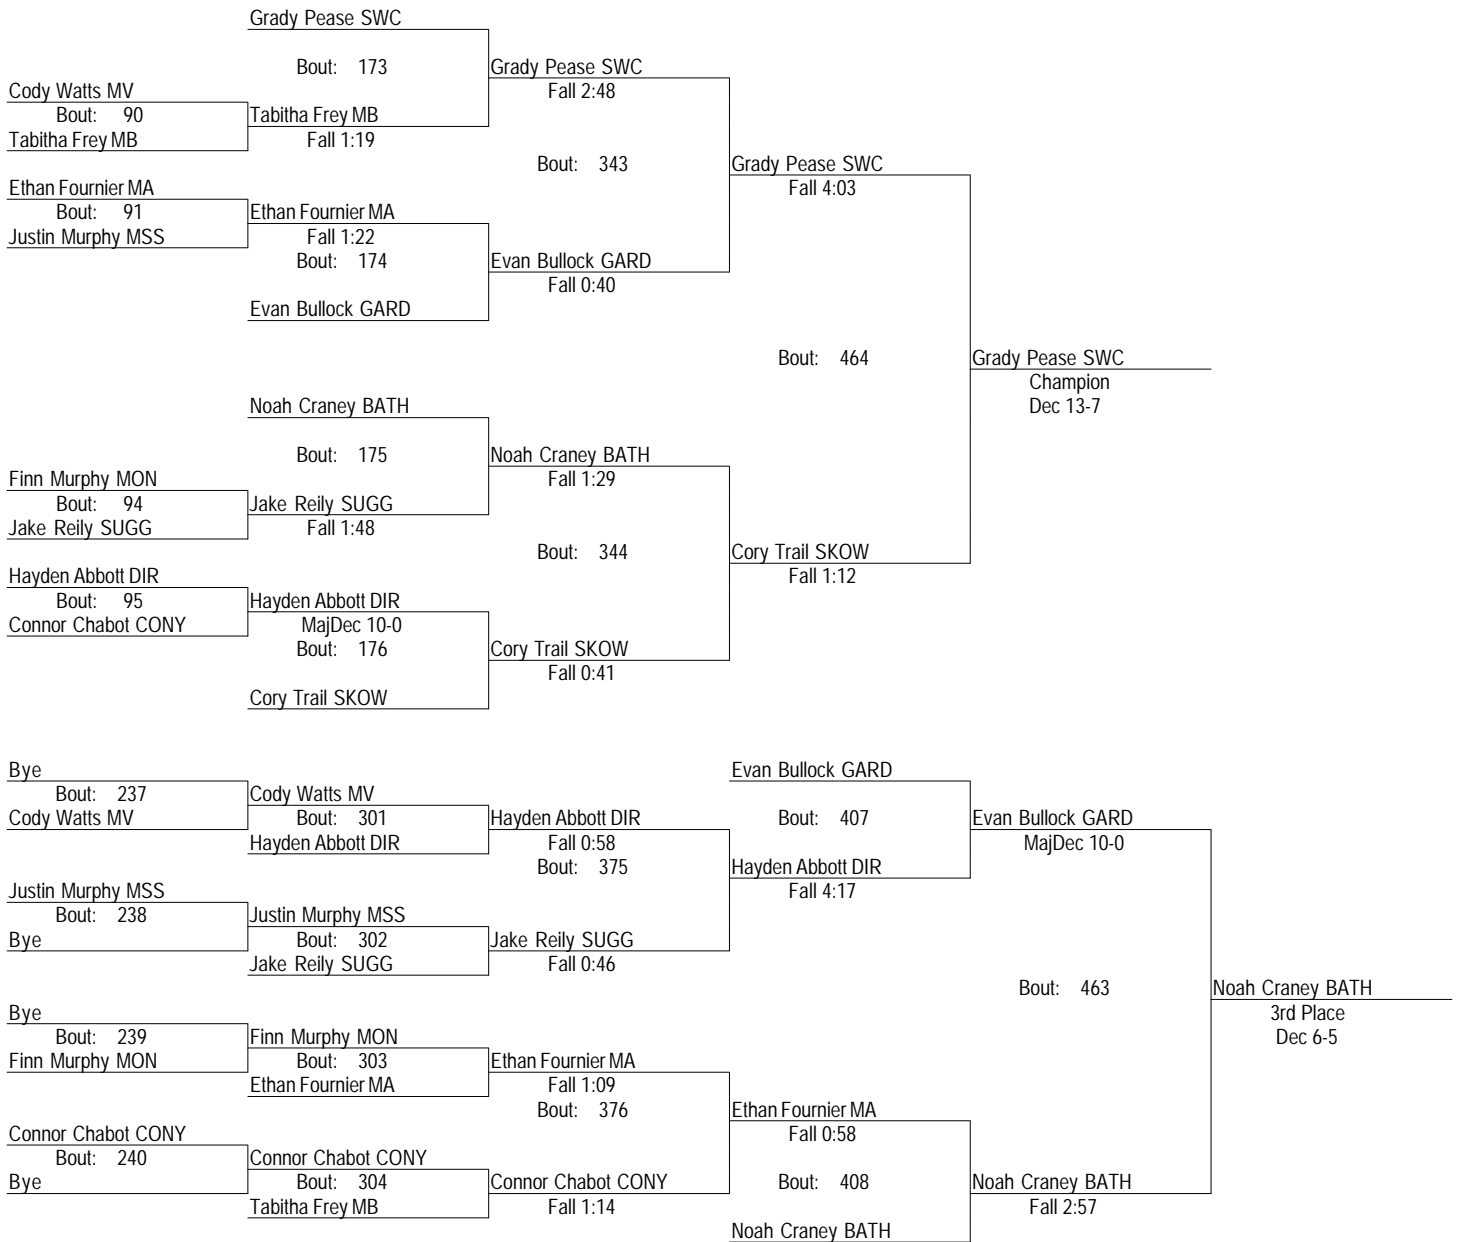 Grady Pease SWC
Bout: 173
Grady Pease SWC
Cody Watts MV
Fall 2:48
Bout: 90
Tabitha Frey MB
Tabitha Frey MB
Fall 1:19
Bout: 343
Grady Pease SWC
Ethan Fournier MA
Fall 4:03
Bout: 91
Ethan Fournier MA
Justin Murphy MSS
Fall 1:22
Bout: 174
Evan Bullock GARD
Fall 0:40
Evan Bullock GARD
Bout: 464
Grady Pease SWC
Champion
Dec 13-7
Noah Craney BATH
Bout: 175
Noah Craney BATH
Finn Murphy MON
Fall 1:29
Bout: 94
Jake Reily SUGG
Jake Reily SUGG
Fall 1:48
Bout: 344
Cory Trail SKOW
Hayden Abbott DIR
Fall 1:12
Bout: 95
Hayden Abbott DIR
Connor Chabot CONY
MajDec 10-0
Bout: 176
Cory Trail SKOW
Fall 0:41
Cory Trail SKOW
Bye
Evan Bullock GARD
Bout: 237
Cody Watts MV
Cody Watts MV
Bout: 301
Hayden Abbott DIR
Bout: 407
Evan Bullock GARD
Hayden Abbott DIR
Fall 0:58
MajDec 10-0
Bout: 375
Hayden Abbott DIR
Justin Murphy MSS
Fall 4:17
Bout: 238
Justin Murphy MSS
Bye
Bout: 302
Jake Reily SUGG
Jake Reily SUGG
Fall 0:46
Bout: 463
Noah Craney BATH
Bye
3rd Place
Bout: 239
Finn Murphy MON
Dec 6-5
Finn Murphy MON
Bout: 303
Ethan Fournier MA
Ethan Fournier MA
Fall 1:09
Bout: 376
Ethan Fournier MA
Connor Chabot CONY
Fall 0:58
Bout: 240
Connor Chabot CONY
Bye
Bout: 304
Connor Chabot CONY
Bout: 408
Noah Craney BATH
Tabitha Frey MB
Fall 1:14
Fall 2:57
Noah Craney BATH